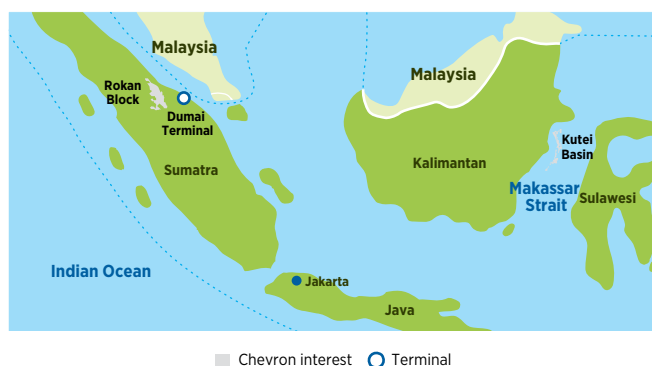 Malaysia
Malaysia
Rokan
Block
Dumai
Terminal
Kutei
Basin
Sumatra
Kalimantan
Makassar
Strait
Sulawesi
Indian Ocean
Jakarta
Java
Chevron interest
Terminal